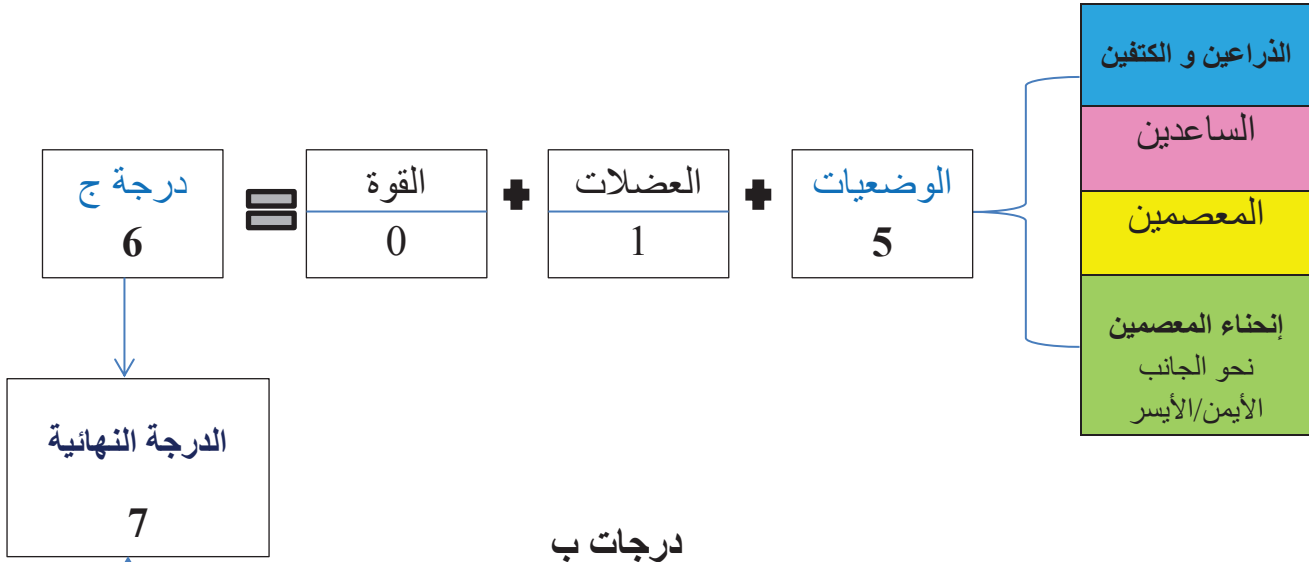 الذراعين و الكتفين
الساعدين
المعصمين
إنحناء المعصمين
نحو الجانب
الأيمن/الأيسر
الوضعيات
5
العضلات
1
القوة
0
درجة ج
6
الدرجة النهائية
7
درجات ب